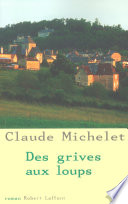 Claude Michelet
Des grives
aux loups
roman Robert Laffont